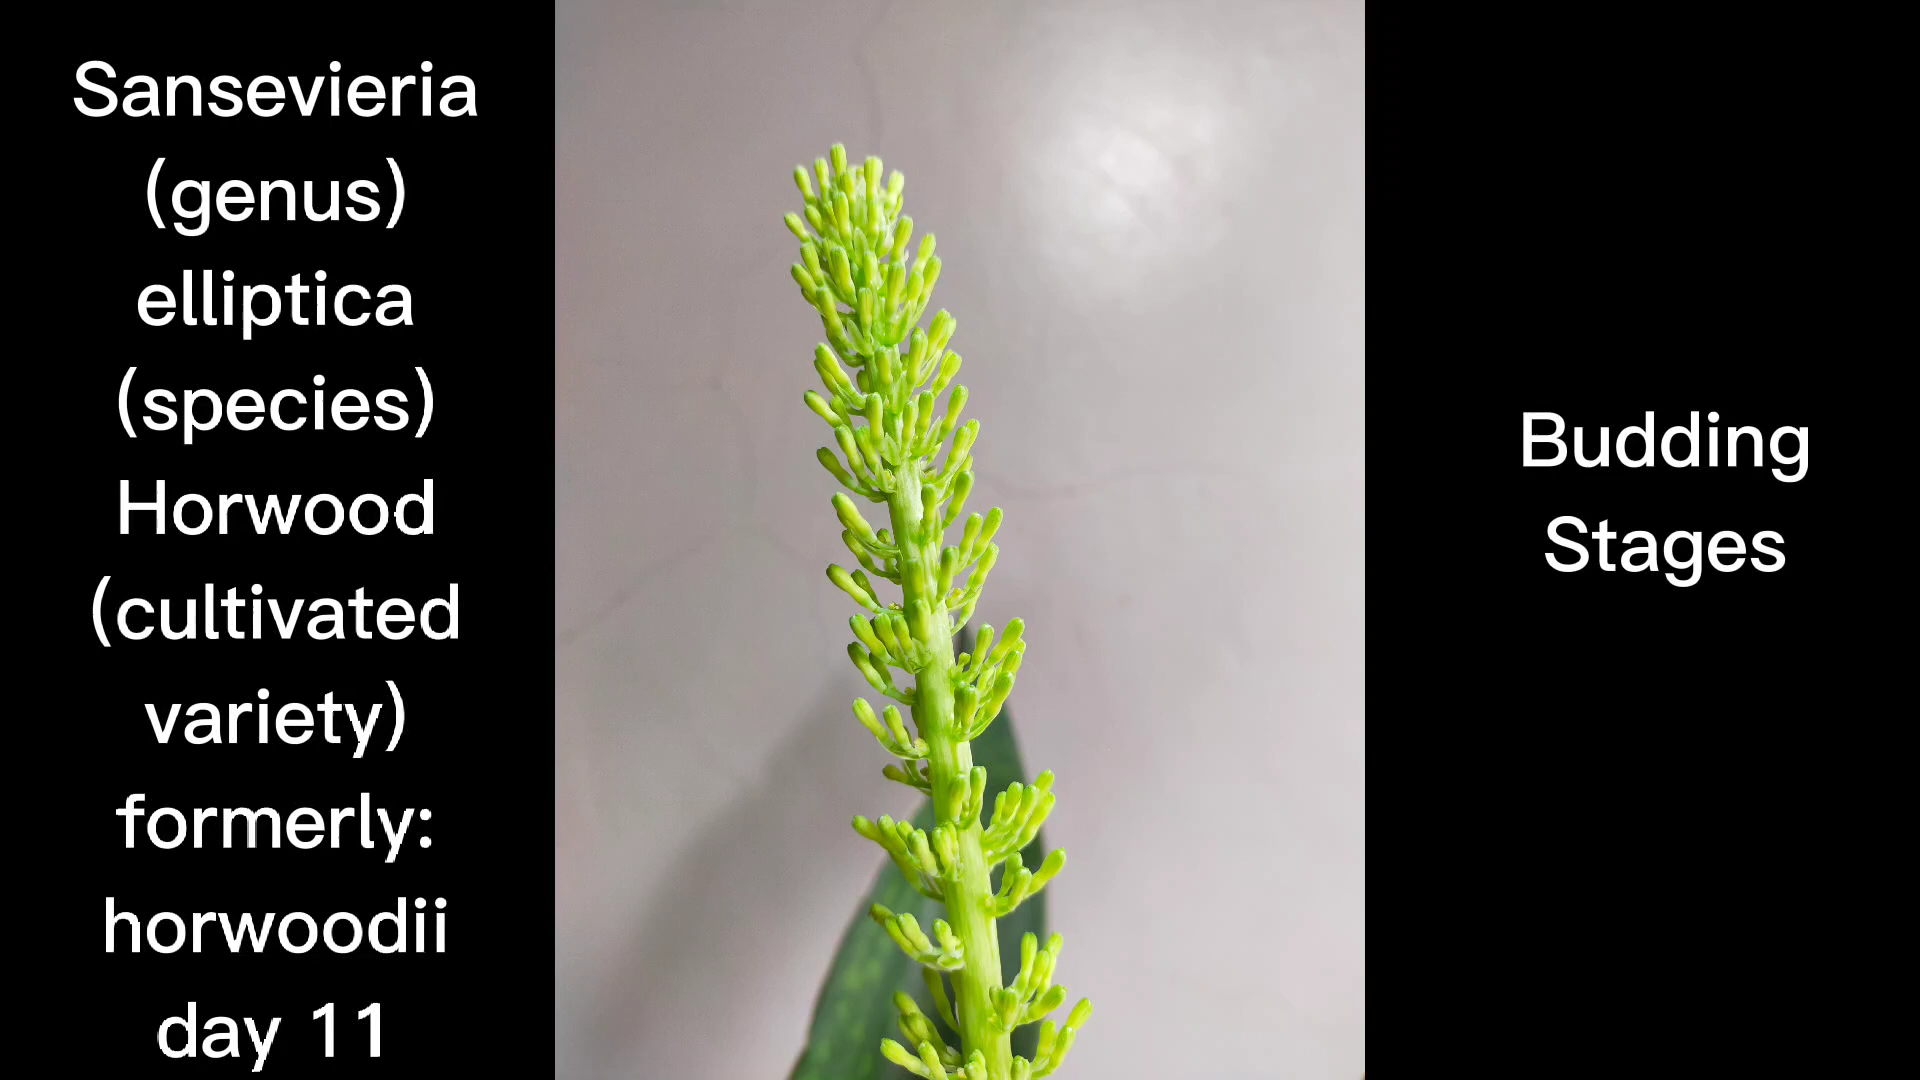 Sansevieria
(genus)
elliptica
(species)
Horwood
(cultivated
variety)
formerly:
horwoodii
day 11
Budding
Stages